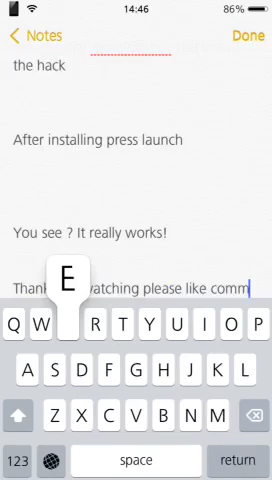 14:46
86%
Notes
Done
the hack
After installing press launch
You see ? It really works!
Thank watching please like comm
E
Q W R T Y U I O P
A S D F G H J K L
Z X C V B N M
123 space return